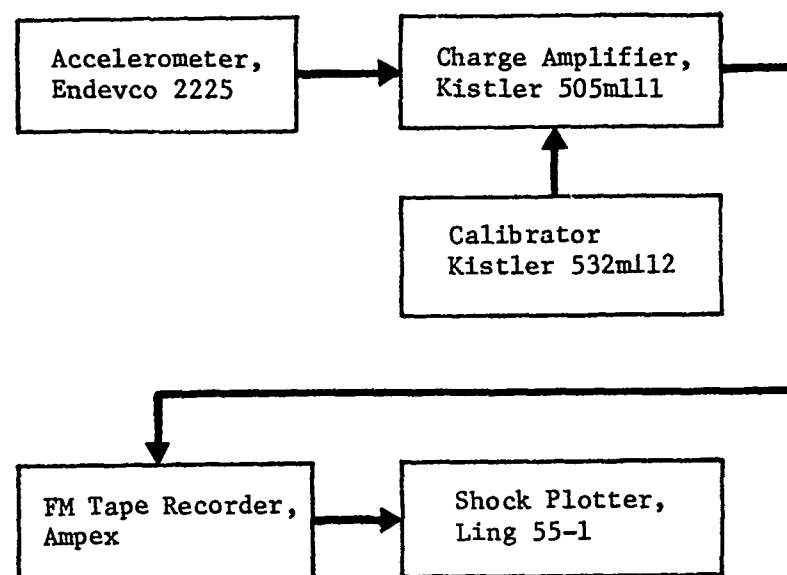 Accelerometer,
Endevco 2225
Charge Amplifier,
Kistler 505m111
Calibrator
Kistler 532m112
FM Tape Recorder,
Ampex
Shock Plotter,
Ling 55-1